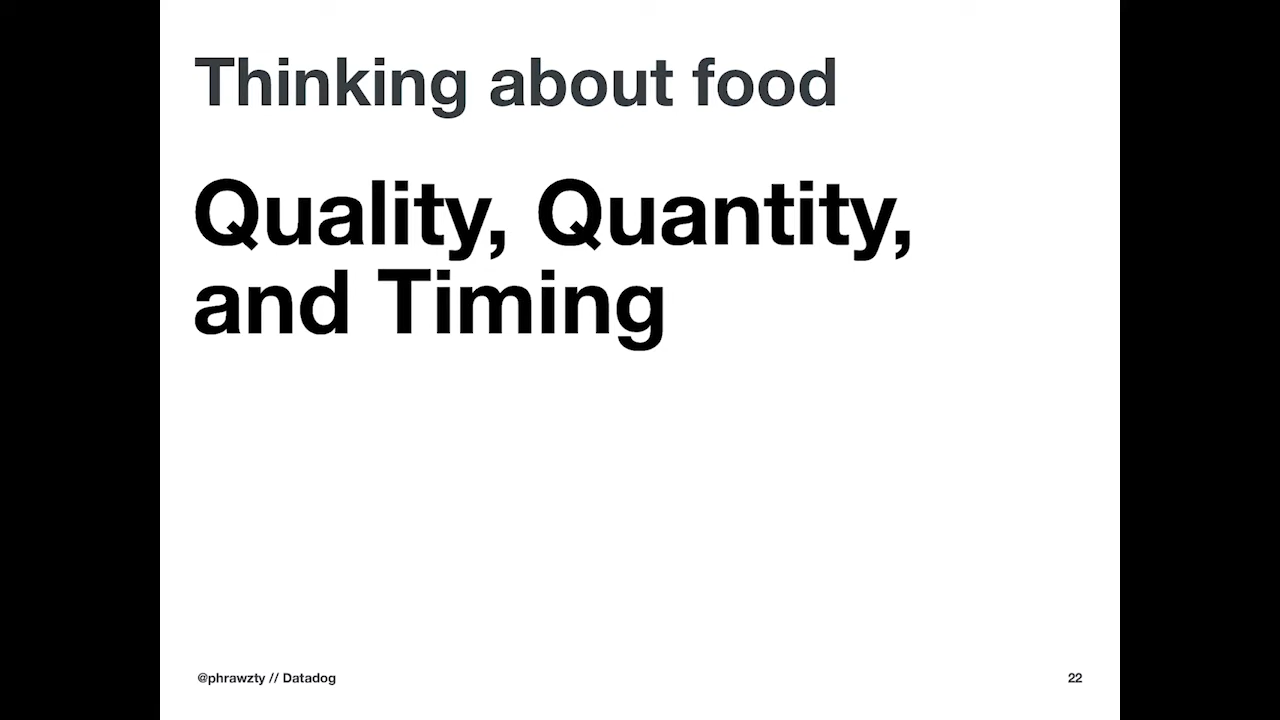 Thinking about food
Quality, Quantity,
and Timing
@phrawzty // Datadog
22